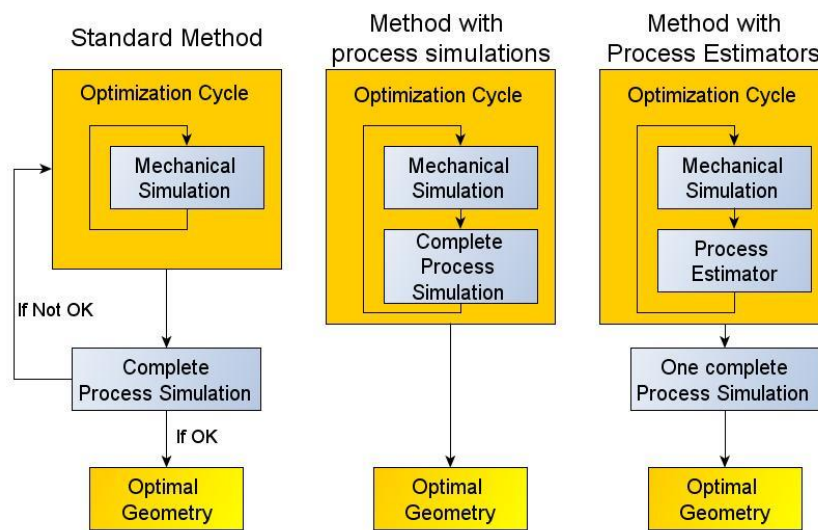 Standard Method
Optimization Cycle
Mechanical
Simulation
If Not OK
Complete
Process Simulation
If OK
Optimal
Geometry
Method with
process simulations
Optimization Cycle
Mechanical
Simulation
Complete
Process
Simulation
Optimal
Geometry
Method with
Process Estimators
Optimization Cycle
Mechanical
Simulation
Process
Estimator
One complete
Process Simulation
Optimal
Geometry